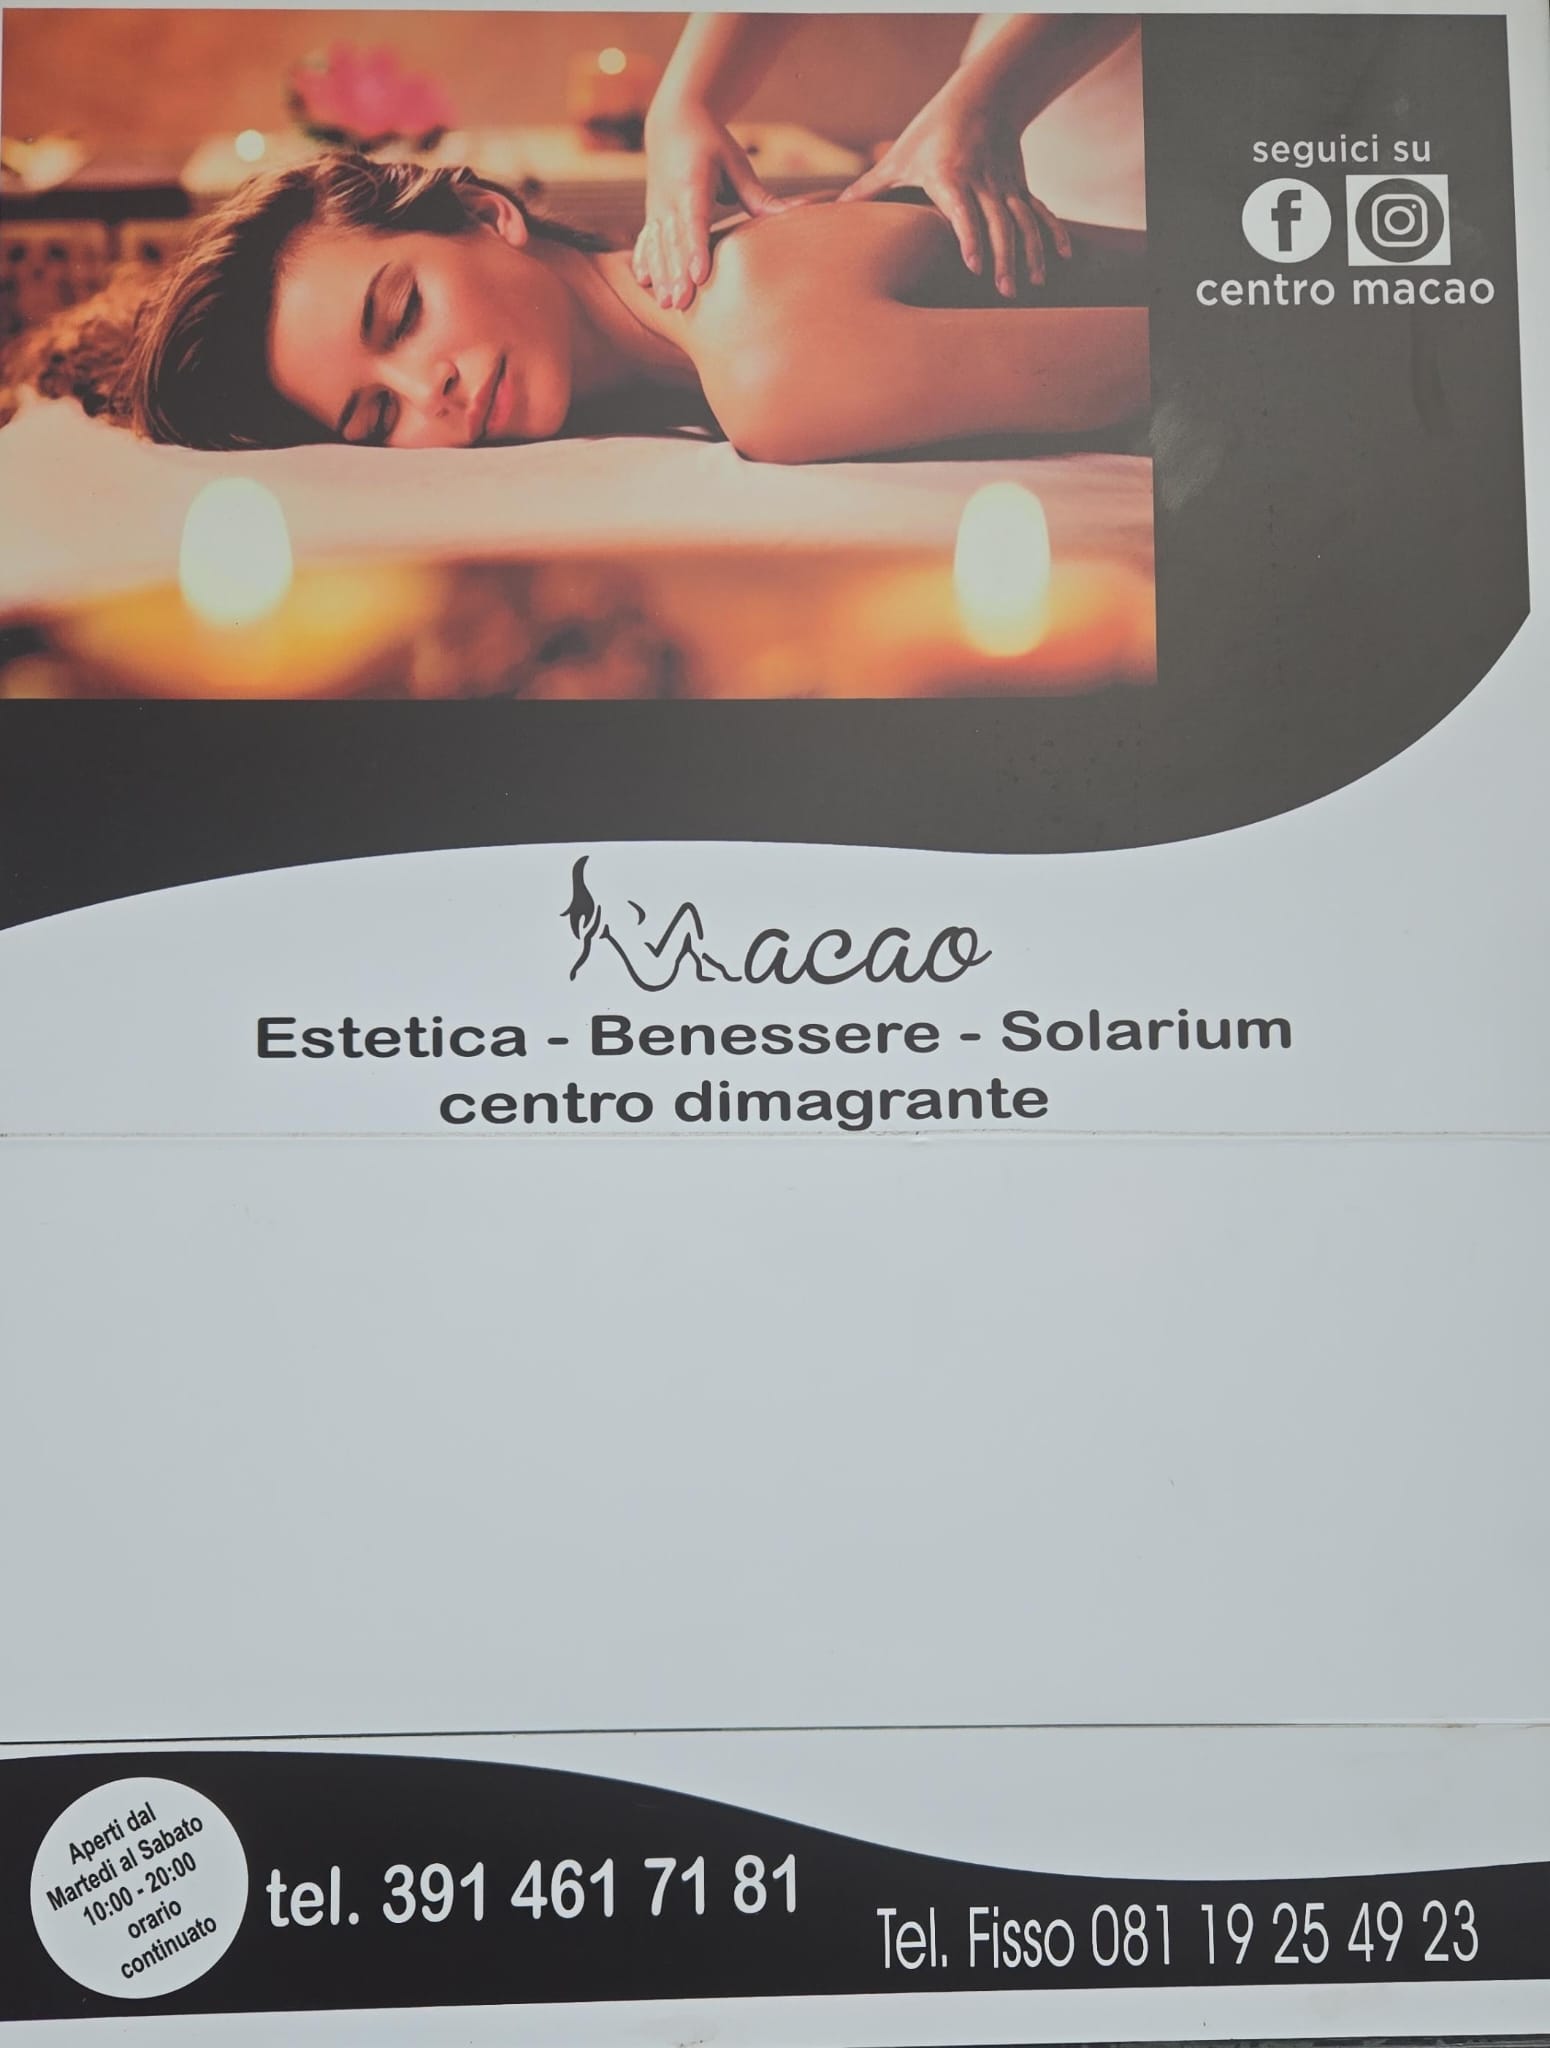 seguici su
centro macao
Macao
Estetica - Benessere - Solarium
centro dimagrante
Aperti dal
Martedi al Sabato
10:00 - 20:00
orario
continuato
tel. 391 461 71 81
Tel. Fisso 081 19 25 49 23